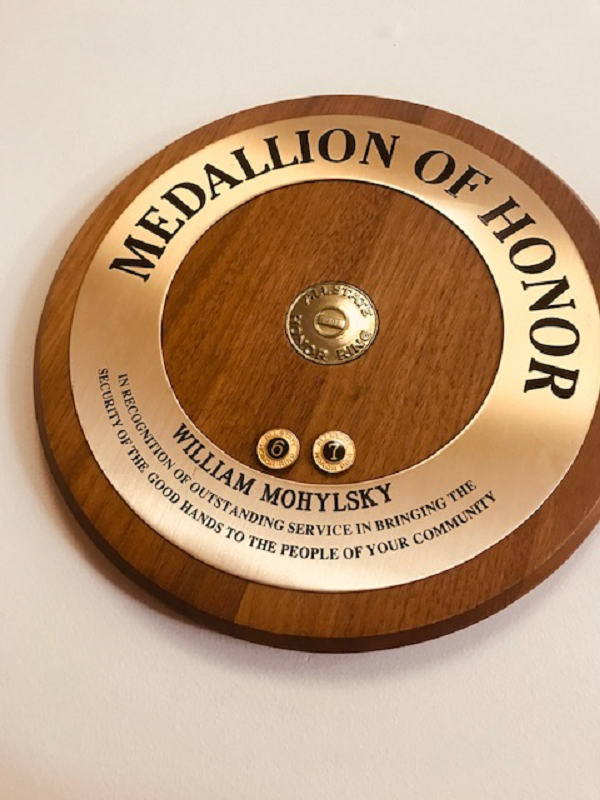 MEDALLION OF HONOR
ALLSTATE
HONOR RING
6 7
WILLIAM MOHYLSKY
IN RECOGNITION OF OUTSTANDING SERVICE IN BRINGING THE
SECURITY OF THE GOOD HANDS TO THE PEOPLE OF YOUR COMMUNITY